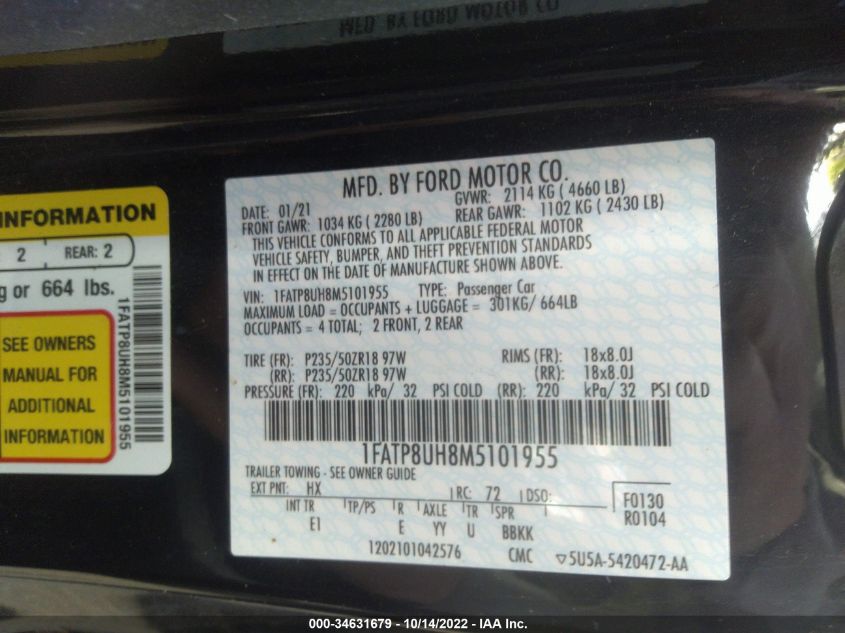 MFD. BY FORD MOTOR CO
MFD. BY FORD MOTOR CO.
DATE: 01/21 GVWR: 2114 KG ( 4660 LB)
FRONT GAWR: 1034 KG ( 2280 LB) REAR GAWR: 1102 KG ( 2430 LB)
THIS VEHICLE CONFORMS TO ALL APPLICABLE FEDERAL MOTOR
VEHICLE SAFETY, BUMPER, AND THEFT PREVENTION STANDARDS
IN EFFECT ON THE DATE OF MANUFACTURE SHOWN ABOVE.
VIN: 1FATP8UH8M5101955 TYPE: Passenger Car
MAXIMUM LOAD = OCCUPANTS + LUGGAGE = 301KG/ 664LB
OCCUPANTS = 4 TOTAL; 2 FRONT, 2 REAR
TIRE (FR): P235/50ZR18 97W RIMS (FR): 18x8.0J
(RR): P235/50ZR18 97W (RR): 18x8.0J
PRESSURE (FR): 220 kPa/ 32 PSI COLD (RR): 220 kPa/ 32 PSI COLD
1FATP8UH8M5101955
TRAILER TOWING - SEE OWNER GUIDE
EXT PNT: HX RC: 72 DSO: F0130
INT TR TP/PS R AXLE TR SPR R0104
E1 E YY U BBKK
1202101042576 CMC ▽5U5A-5420472-AA
INFORMATION
: 2 REAR: 2
g or 664 lbs.
SEE OWNERS
MANUAL FOR
ADDITIONAL
INFORMATION
1FATP8UH8M5101955
000-34631679 - 10/14/2022 - IAA Inc.